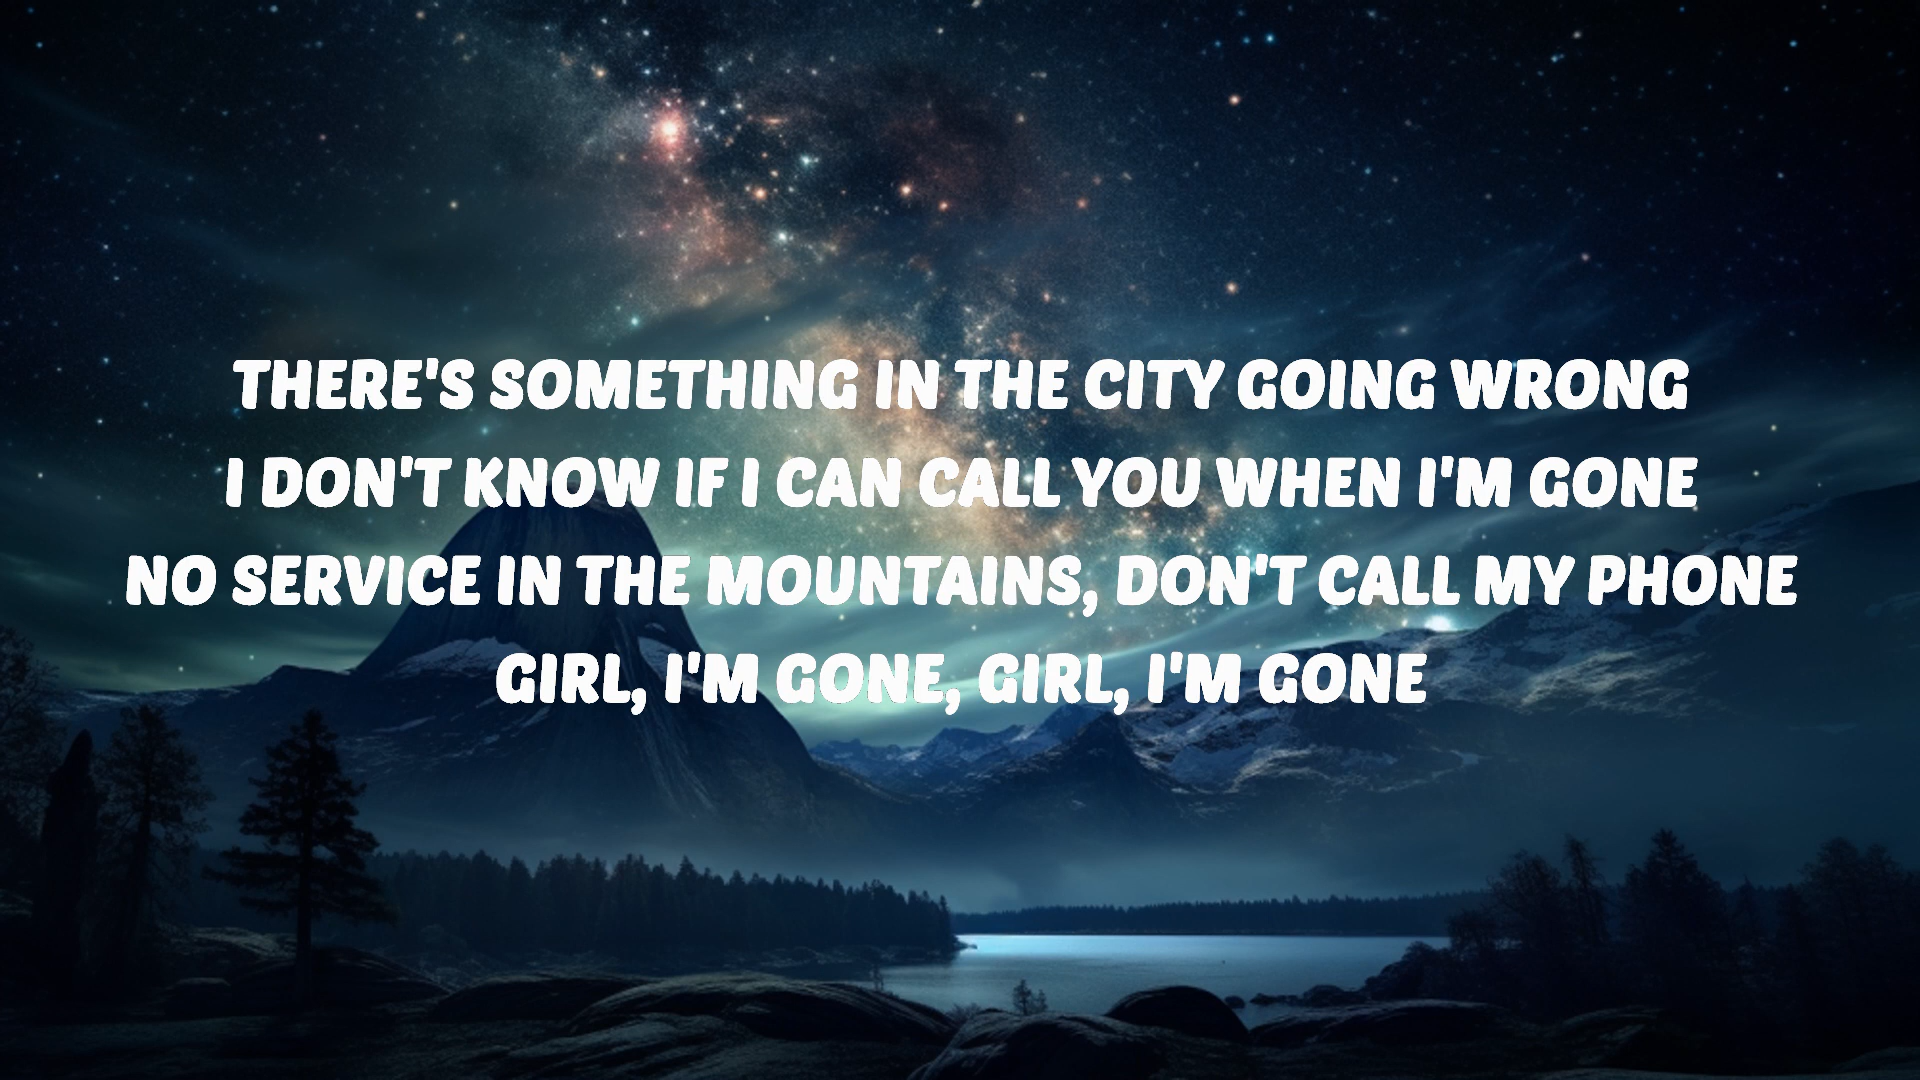 THERE'S SOMETHING IN THE CITY GOING WRONG
I DON'T KNOW IF I CAN CALL YOU WHEN I'M GONE
NO SERVICE IN THE MOUNTAINS, DON'T CALL MY PHONE
GIRL, I'M GONE, GIRL, I'M GONE